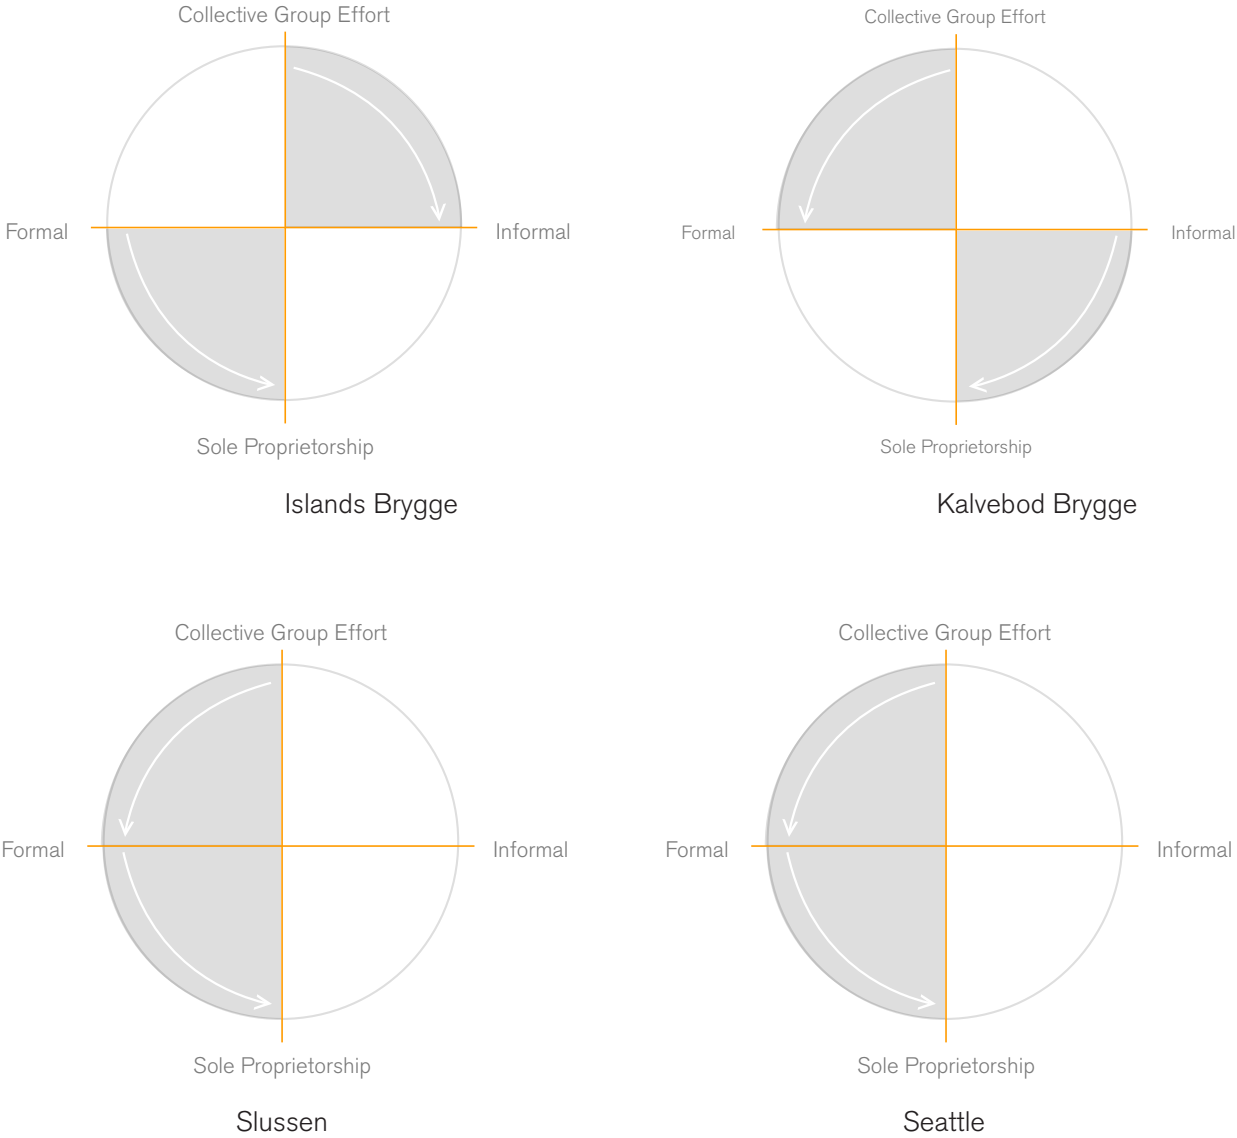 Collective Group Effort
Formal
Informal
Sole Proprietorship
Islands Brygge
Collective Group Effort
Formal
Informal
Sole Proprietorship
Kalvebod Brygge
Collective Group Effort
Formal
Informal
Sole Proprietorship
Slussen
Collective Group Effort
Formal
Informal
Sole Proprietorship
Seattle